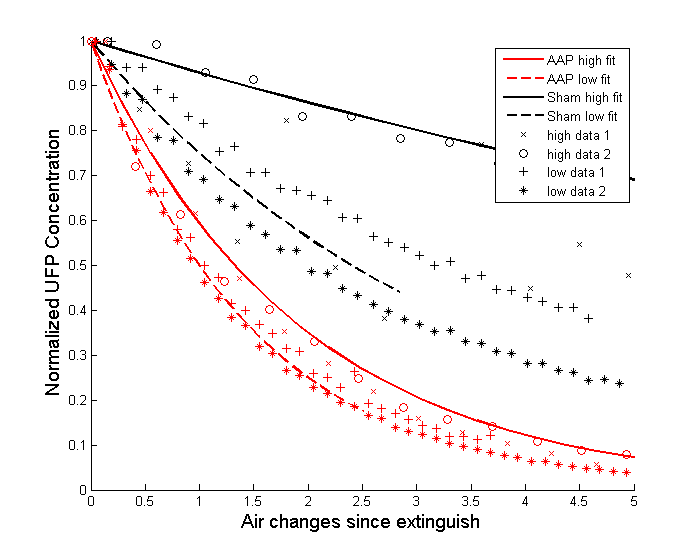 1
0.9
0.8
0.7
0.6
0.5
0.4
0.3
0.2
0.1
0
Normalized UFP Concentration
AAP high fit
AAP low fit
Sham high fit
Sham low fit
high data 1
high data 2
low data 1
low data 2
0 0.5 1 1.5 2 2.5 3 3.5 4 4.5 5
Air changes since extinguish